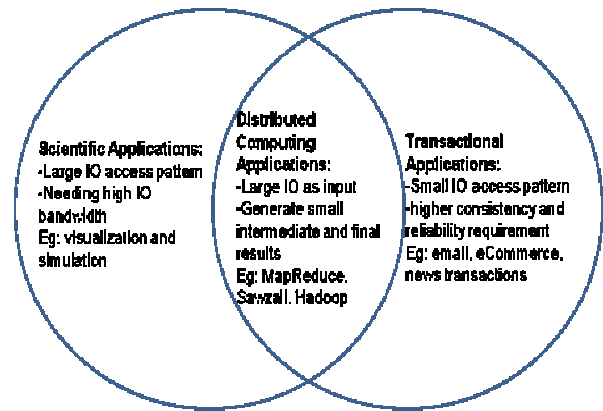 Scientific Applications:
-Large IO access pattern
-Needing high IO
bandwidth
Eg: visualization and
simulation
Distributed
Computing
Applications:
-Large IO as input
-Generate small
intermediate and final
results
Eg: MapReduce,
Sawzall, Hadoop
Transactional
Applications:
-Small IO access pattern
-higher consistency and
reliability requirement
Eg: email, eCommerce,
news transactions